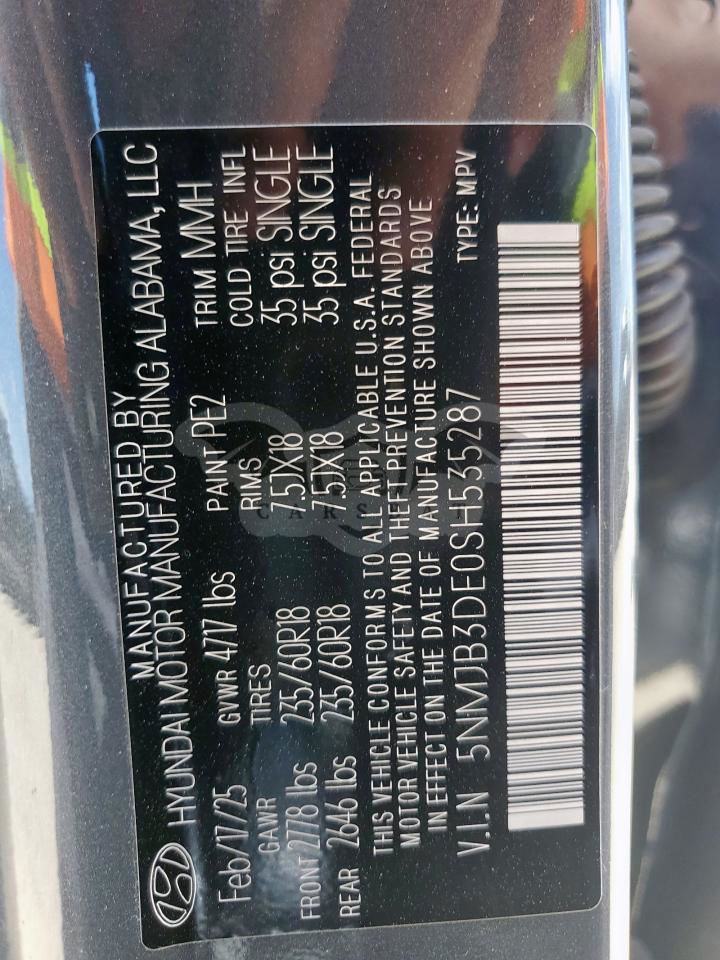 MANUFACTURED BY
HYUNDAI MOTOR MANUFACTURING ALABAMA, LLC
Feb/17/25 GVWR 4717 lbs PAINT PE2 TRIM MMH
GAWR TIRES RIMS COLD TIRE INFL
FRONT 2778 lbs 235/60R18 7.5JX18 35 psi SINGLE
REAR 2646 lbs 235/60R18 7.5JX18 35 psi SINGLE
THIS VEHICLE CONFORMS TO ALL APPLICABLE U.S.A. FEDERAL
MOTOR VEHICLE SAFETY AND THEFT PREVENTION STANDARDS
IN EFFECT ON THE DATE OF MANUFACTURE SHOWN ABOVE
V.I.N 5NMJB3DE0SH535287 TYPE: MPV